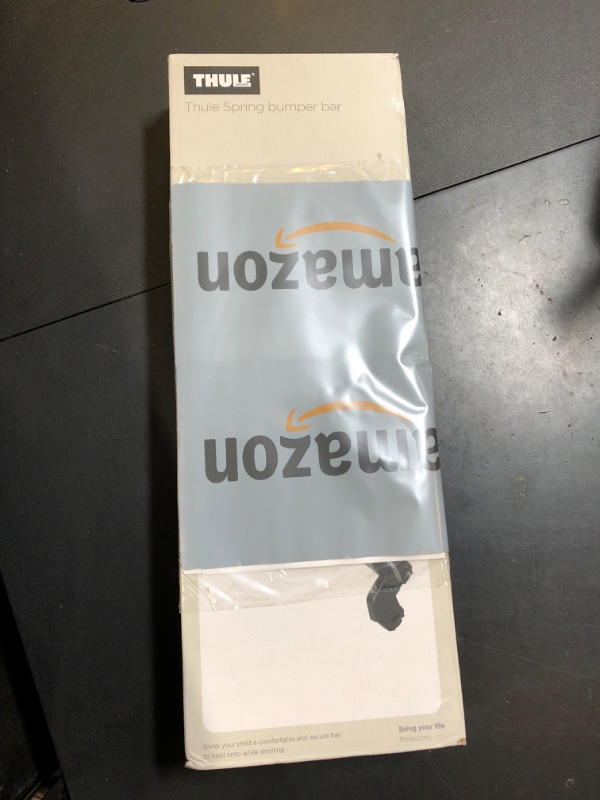 THULE
Thule Spring bumper bar
amazon
amazon
Gives your child a comfortable and secure bar
to hold onto while strolling
Bring your life
thule.com